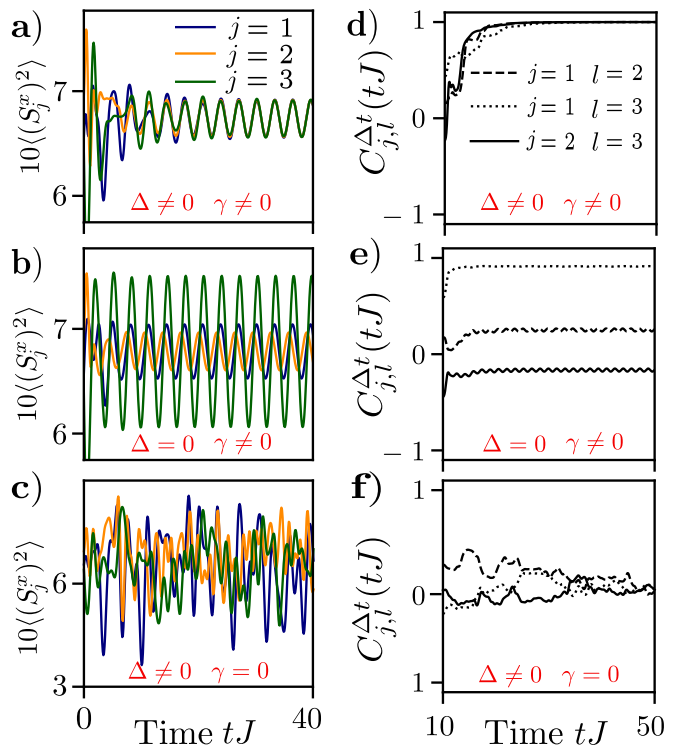 a)
10⟨(S_j^x)^2⟩
7
6
j = 1
j = 2
j = 3
Δ ≠ 0 γ ≠ 0
b)
10⟨(S_j^x)^2⟩
7
6
Δ = 0 γ ≠ 0
c)
10⟨(S_j^x)^2⟩
6
3
Δ ≠ 0 γ = 0
0
Time tJ
40
d)
C_{j,l}^{Δt}(tJ)
1
0
− 1
j = 1 l = 2
j = 1 l = 3
j = 2 l = 3
Δ ≠ 0 γ ≠ 0
e)
C_{j,l}^{Δt}(tJ)
1
0
− 1
Δ = 0 γ ≠ 0
f)
C_{j,l}^{Δt}(tJ)
1
0
1
Δ ≠ 0 γ = 0
10
Time tJ
50